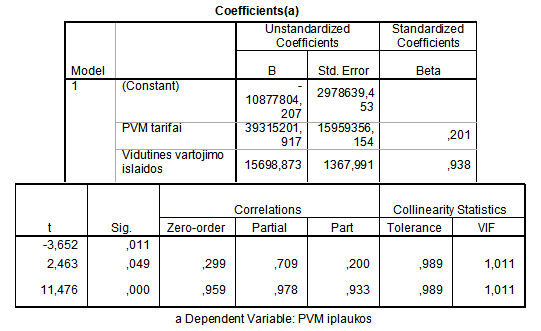 Coefficients(a)
Unstandardized Coefficients Standardized Coefficients
Model B Std. Error Beta
1 (Constant) -10877804,207 2978639,453
PVM tarifai 39315201,917 15959356,154 ,201
Vidutines vartojimo islaidos 15698,873 1367,991 ,938
Correlations Collinearity Statistics
t Sig. Zero-order Partial Part Tolerance VIF
-3,652 ,011
2,463 ,049 ,299 ,709 ,200 ,989 1,011
11,476 ,000 ,959 ,978 ,933 ,989 1,011
a Dependent Variable: PVM iplaukos